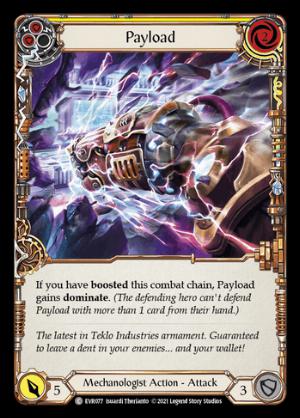 Payload
2
If you have boosted this combat chain, Payload
gains dominate. (The defending hero can't defend
Payload with more than 1 card from their hand.)
The latest in Teklo Industries armament. Guaranteed
to leave a dent in your enemies... and your wallet!
5
Mechanologist Action - Attack
3
C EVR077 Isuardi Therianto © 2021 Legend Story Studios